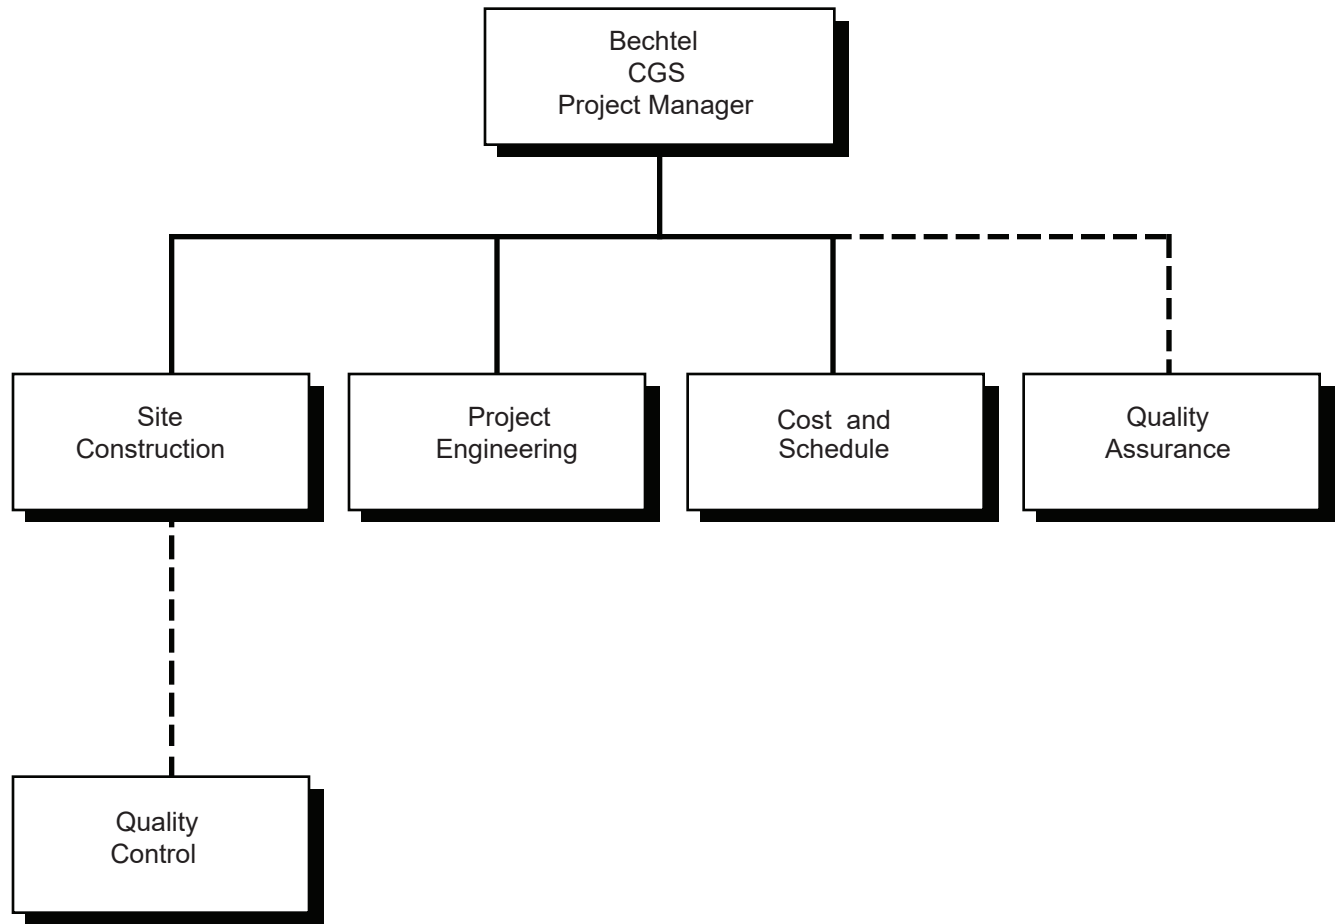 Bechtel
CGS
Project Manager
Site
Construction
Project
Engineering
Cost and
Schedule
Quality
Assurance
Quality
Control